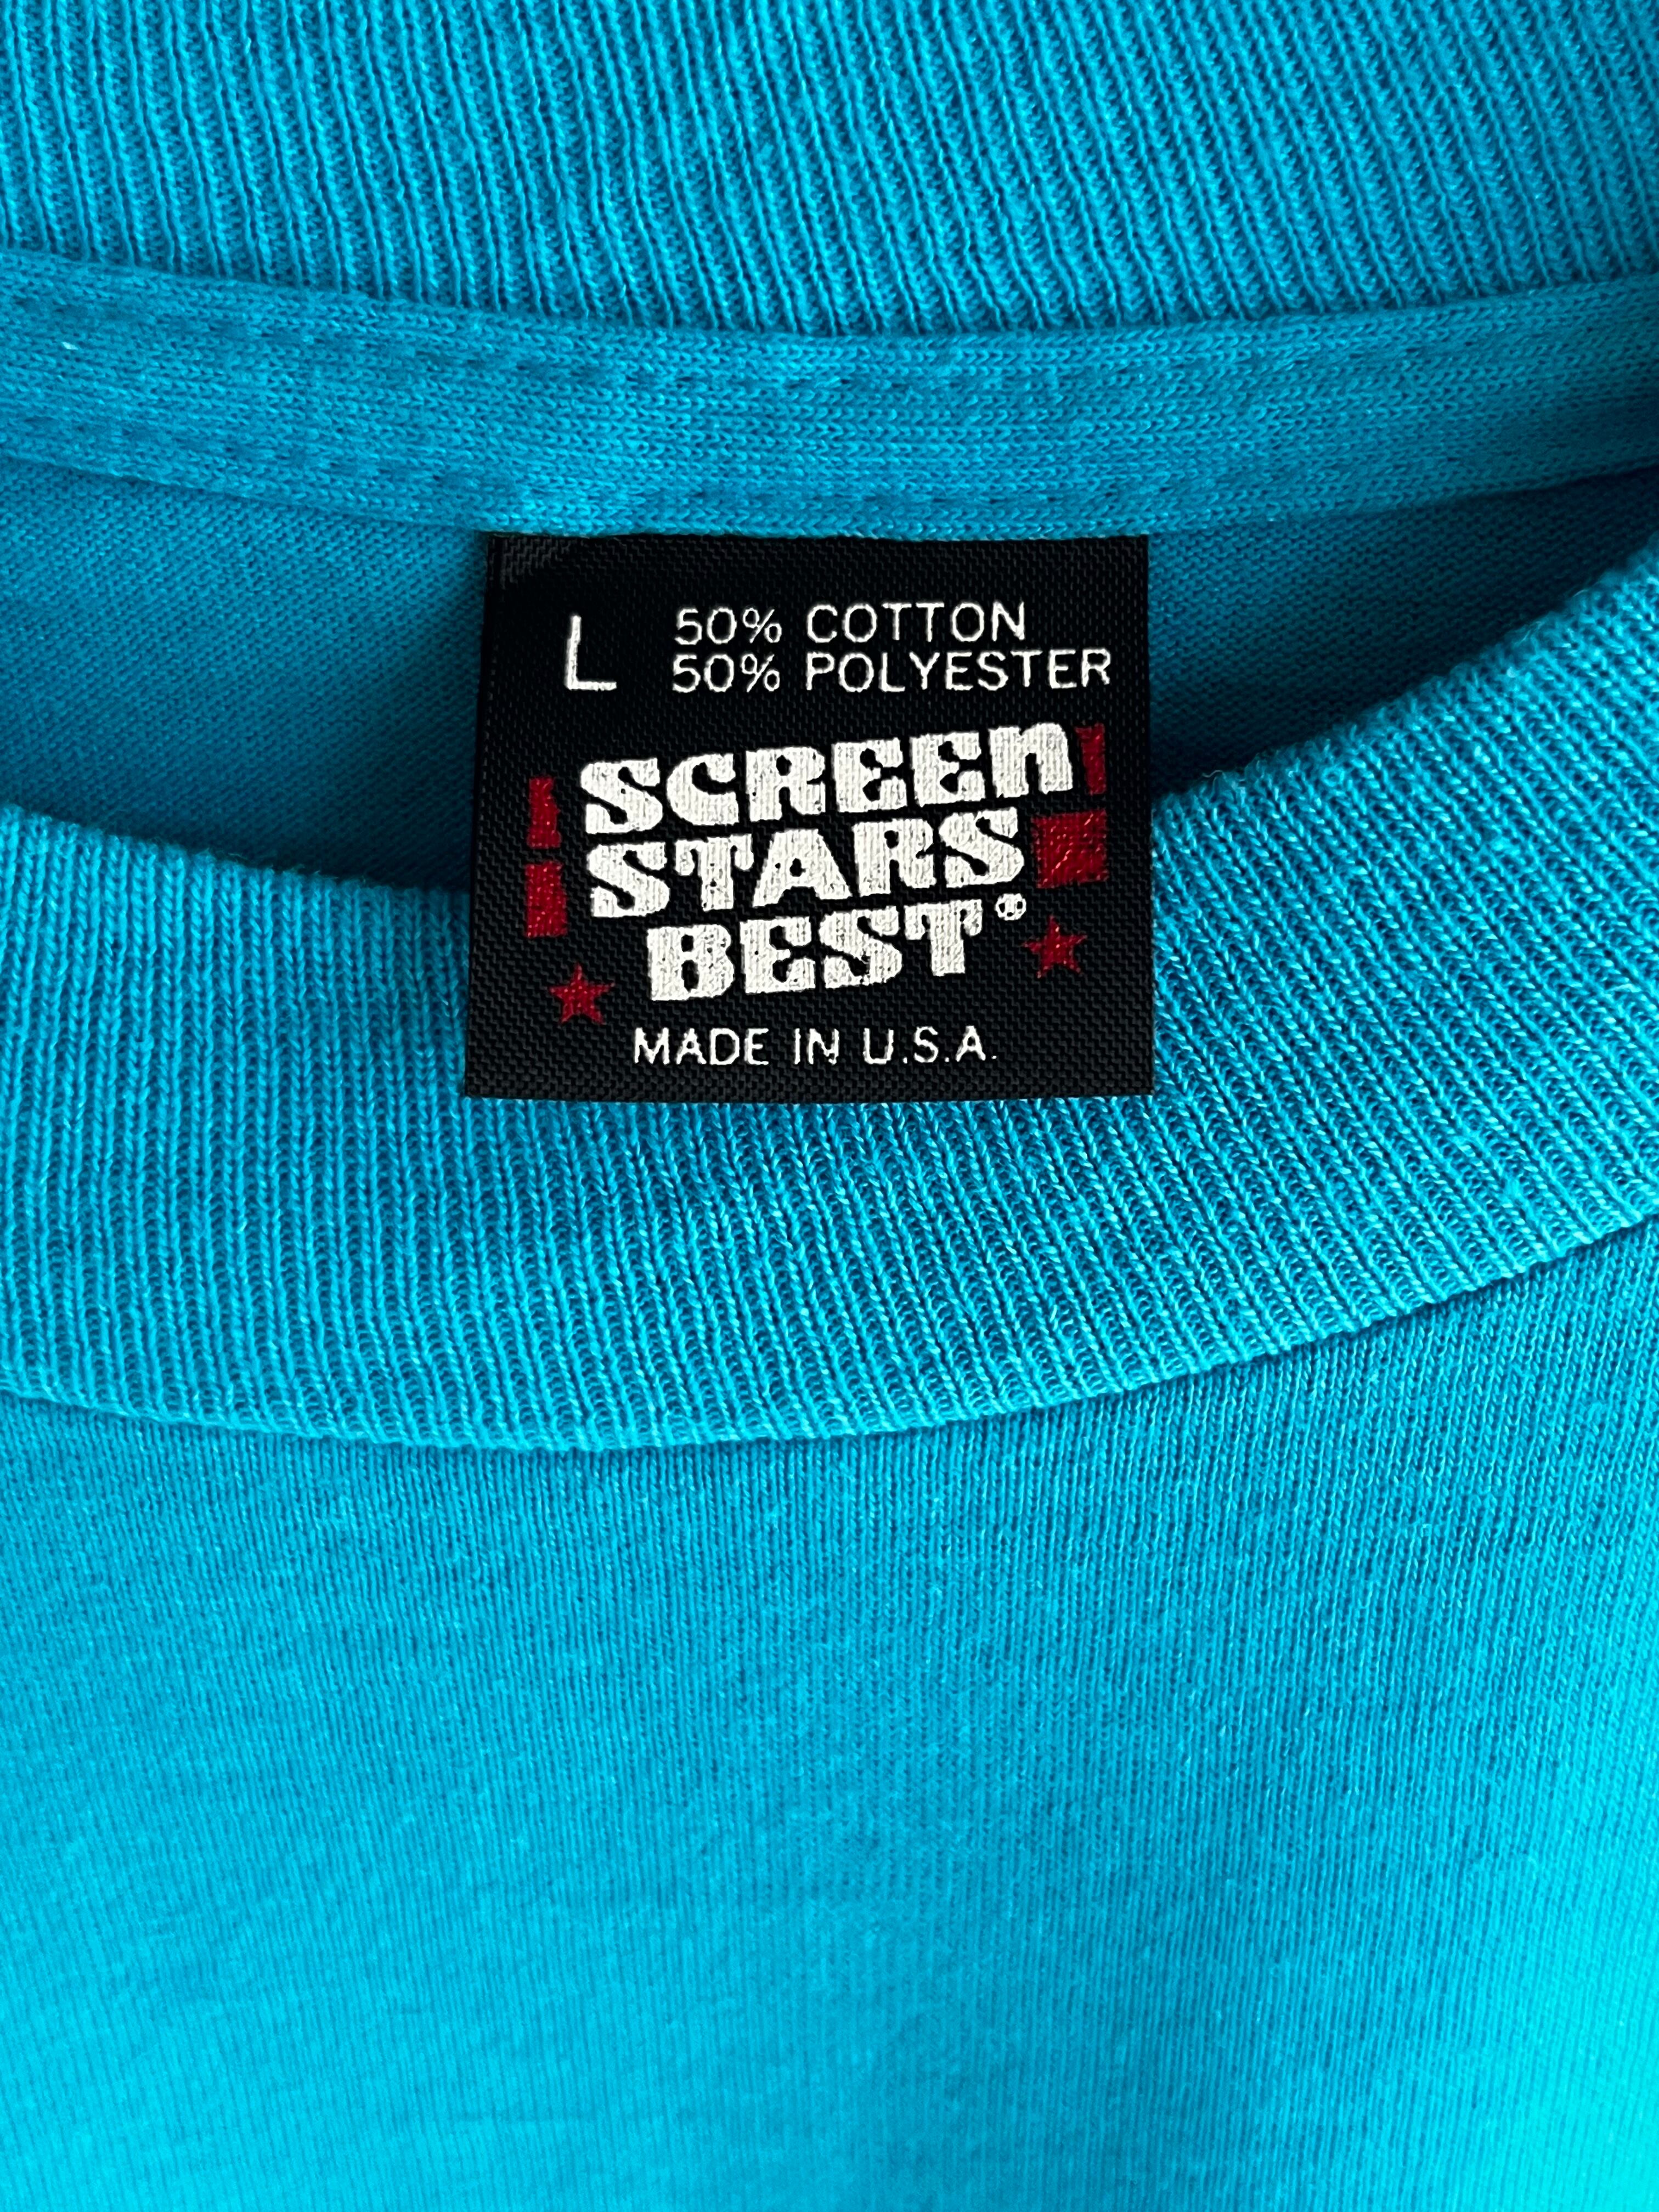 L 50% COTTON
50% POLYESTER
SCREEN
STARS
BEST®
MADE IN U.S.A.